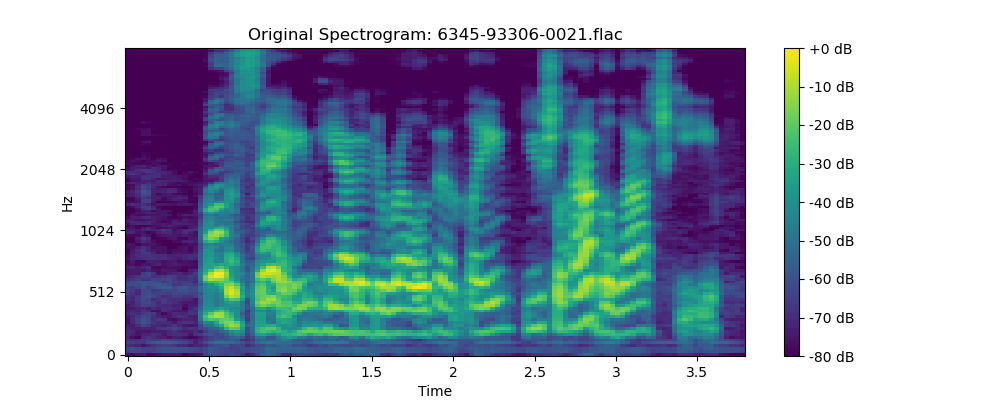 Original Spectrogram: 6345-93306-0021.flac
+0 dB
4096
-10 dB
-20 dB
2048
-30 dB
Hz
1024
-40 dB
-50 dB
512
-60 dB
-70 dB
0
-80 dB
0 0.5 1 1.5 2 2.5 3 3.5
Time